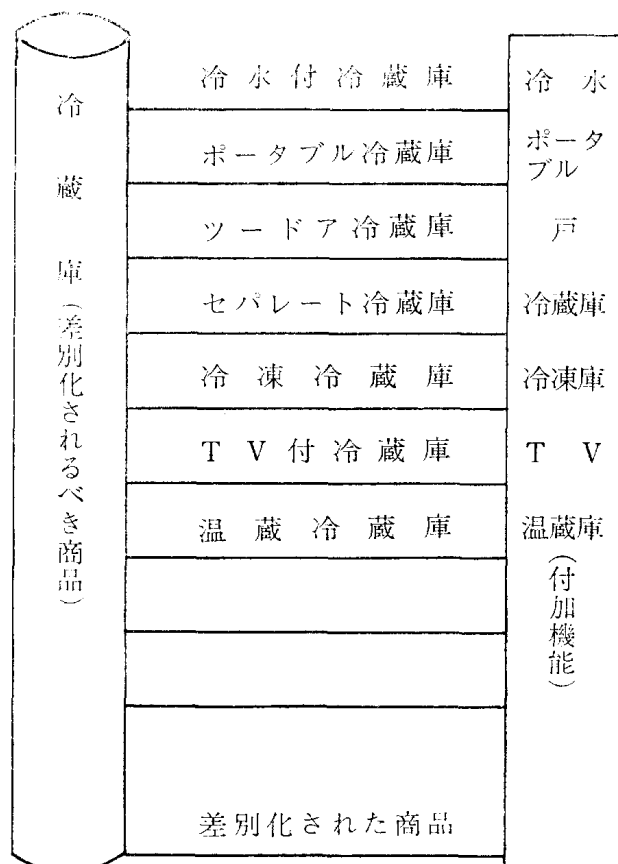 冷蔵庫（差別化されるべき商品）
冷水付冷蔵庫
冷水
ポータブル冷蔵庫
ポータ
ブル
ツードア冷蔵庫
戸
セパレート冷蔵庫
冷蔵庫
冷凍冷蔵庫
冷凍庫
TV付冷蔵庫
TV
温蔵冷蔵庫
温蔵庫
（付加機能）
差別化された商品